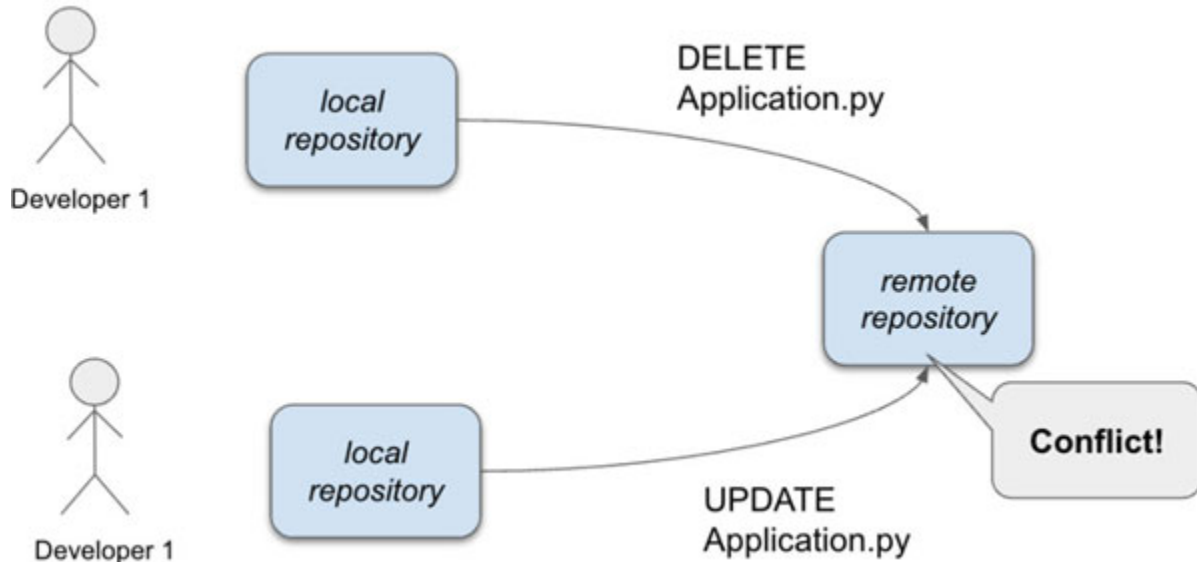 DELETE
Application.py
local
repository
Developer 1
remote
repository
Conflict!
local
repository
UPDATE
Application.py
Developer 1